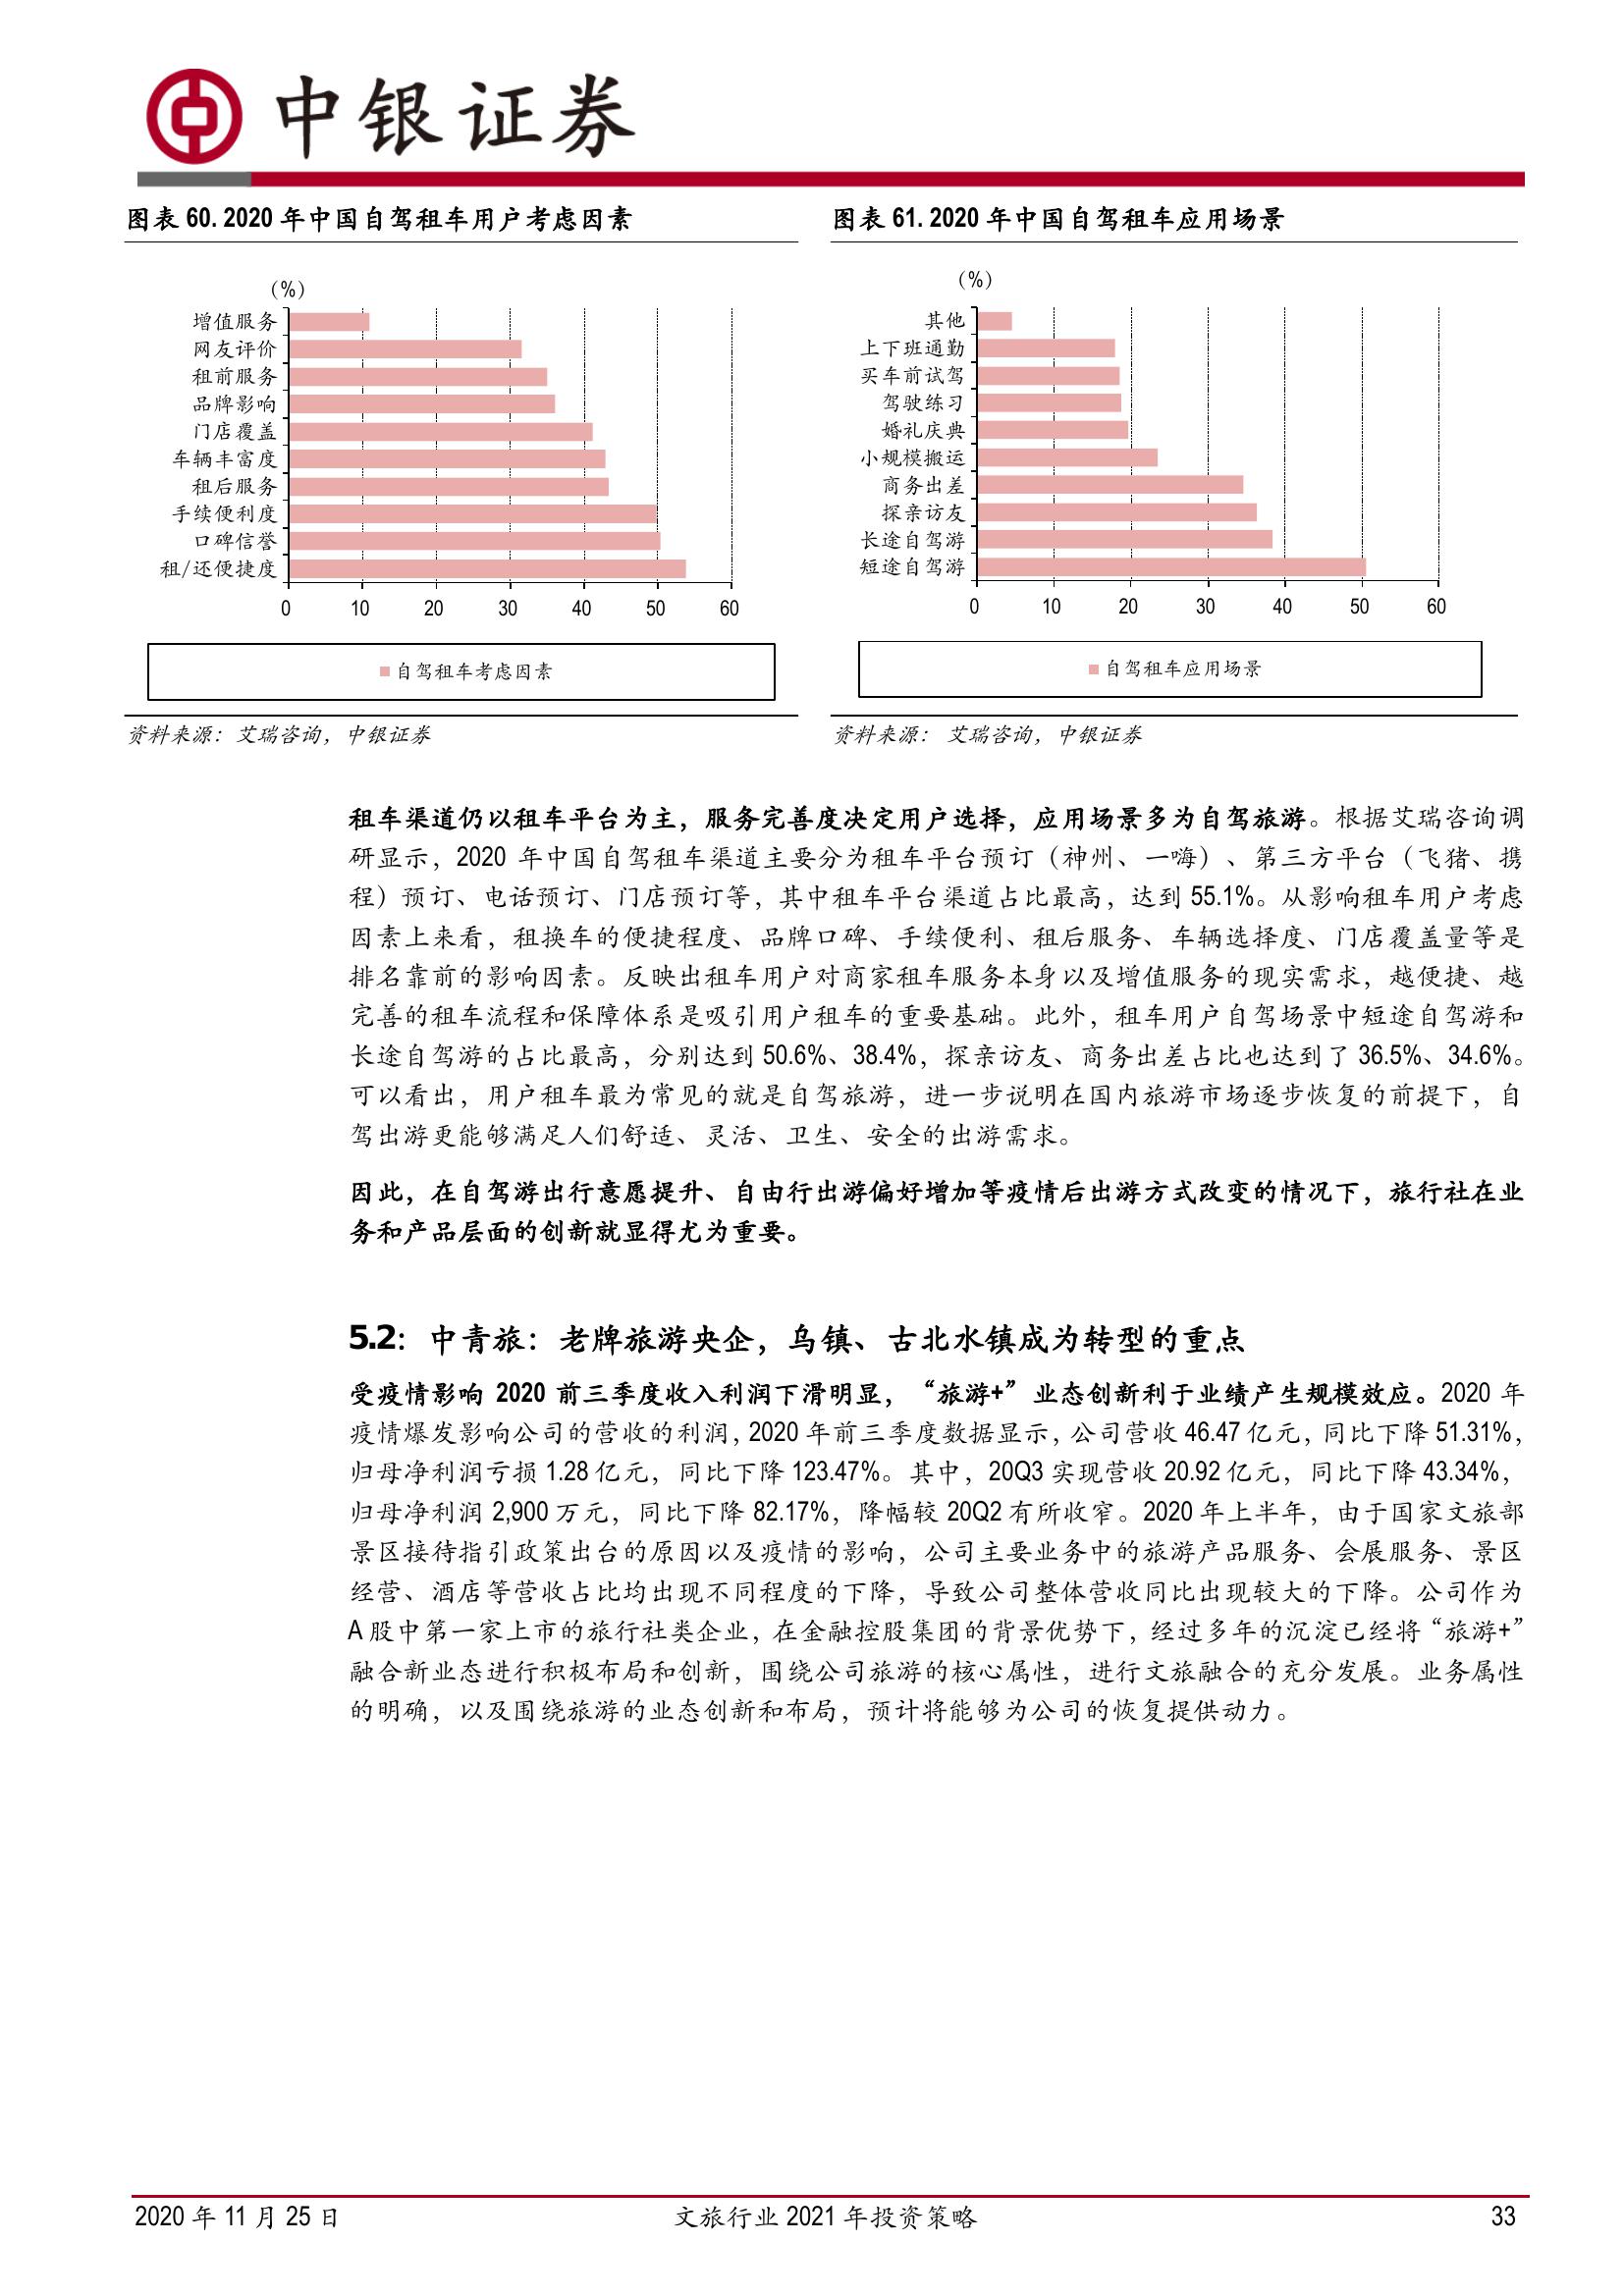 中银证券
图表 60. 2020 年中国自驾租车用户考虑因素
(%)
增值服务
网友评价
租前服务
品牌影响
门店覆盖
车辆丰富度
租后服务
手续便利度
口碑信誉
租/还便捷度
0 10 20 30 40 50 60
自驾租车考虑因素
资料来源：艾瑞咨询，中银证券
图表 61. 2020 年中国自驾租车应用场景
(%)
其他
上下班通勤
买车前试驾
驾驶练习
婚礼庆典
小规模搬运
商务出差
探亲访友
长途自驾游
短途自驾游
0 10 20 30 40 50 60
自驾租车应用场景
资料来源： 艾瑞咨询，中银证券
租车渠道仍以租车平台为主，服务完善度决定用户选择，应用场景多为自驾旅游。根据艾瑞咨询调
研显示，2020 年中国自驾租车渠道主要分为租车平台预订（神州、一嗨）、第三方平台（飞猪、携
程）预订、电话预订、门店预订等，其中租车平台渠道占比最高，达到 55.1%。从影响租车用户考虑
因素上来看，租换车的便捷程度、品牌口碑、手续便利、租后服务、车辆选择度、门店覆盖量等是
排名靠前的影响因素。反映出租车用户对商家租车服务本身以及增值服务的现实需求，越便捷、越
完善的租车流程和保障体系是吸引用户租车的重要基础。此外，租车用户自驾场景中短途自驾游和
长途自驾游的占比最高，分别达到 50.6%、38.4%，探亲访友、商务出差占比也达到了 36.5%、34.6%。
可以看出，用户租车最为常见的就是自驾旅游，进一步说明在国内旅游市场逐步恢复的前提下，自
驾出游更能够满足人们舒适、灵活、卫生、安全的出游需求。
因此，在自驾游出行意愿提升、自由行出游偏好增加等疫情后出游方式改变的情况下，旅行社在业
务和产品层面的创新就显得尤为重要。
5.2：中青旅：老牌旅游央企，乌镇、古北水镇成为转型的重点
受疫情影响 2020 前三季度收入利润下滑明显，“旅游+”业态创新利于业绩产生规模效应。2020 年
疫情爆发影响公司的营收的利润，2020 年前三季度数据显示，公司营收 46.47 亿元，同比下降 51.31%，
归母净利润亏损 1.28 亿元，同比下降 123.47%。其中，20Q3 实现营收 20.92 亿元，同比下降 43.34%，
归母净利润 2,900 万元，同比下降 82.17%，降幅较 20Q2 有所收窄。2020 年上半年，由于国家文旅部
景区接待指引政策出台的原因以及疫情的影响，公司主要业务中的旅游产品服务、会展服务、景区
经营、酒店等营收占比均出现不同程度的下降，导致公司整体营收同比出现较大的下降。公司作为
A 股中第一家上市的旅行社类企业，在金融控股集团的背景优势下，经过多年的沉淀已经将“旅游+”
融合新业态进行积极布局和创新，围绕公司旅游的核心属性，进行文旅融合的充分发展。业务属性
的明确，以及围绕旅游的业态创新和布局，预计将能够为公司的恢复提供动力。
2020 年 11 月 25 日 文旅行业 2021 年投资策略 33